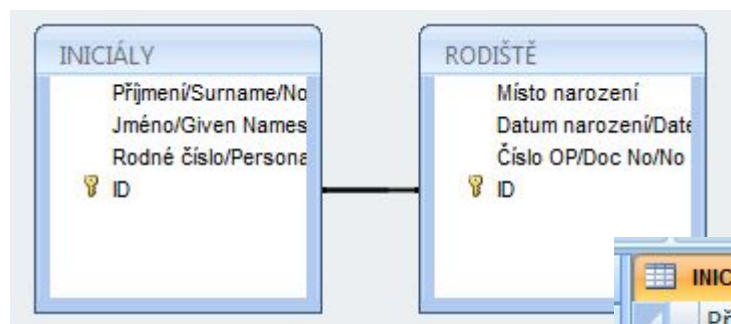 INICIÁLY
Příjmení/Surname/No
Jméno/Given Names
Rodné číslo/Persona
ID
RODIŠTĚ
Místo narození
Datum narození/Date
Číslo OP/Doc No/No
ID
INIC
Př